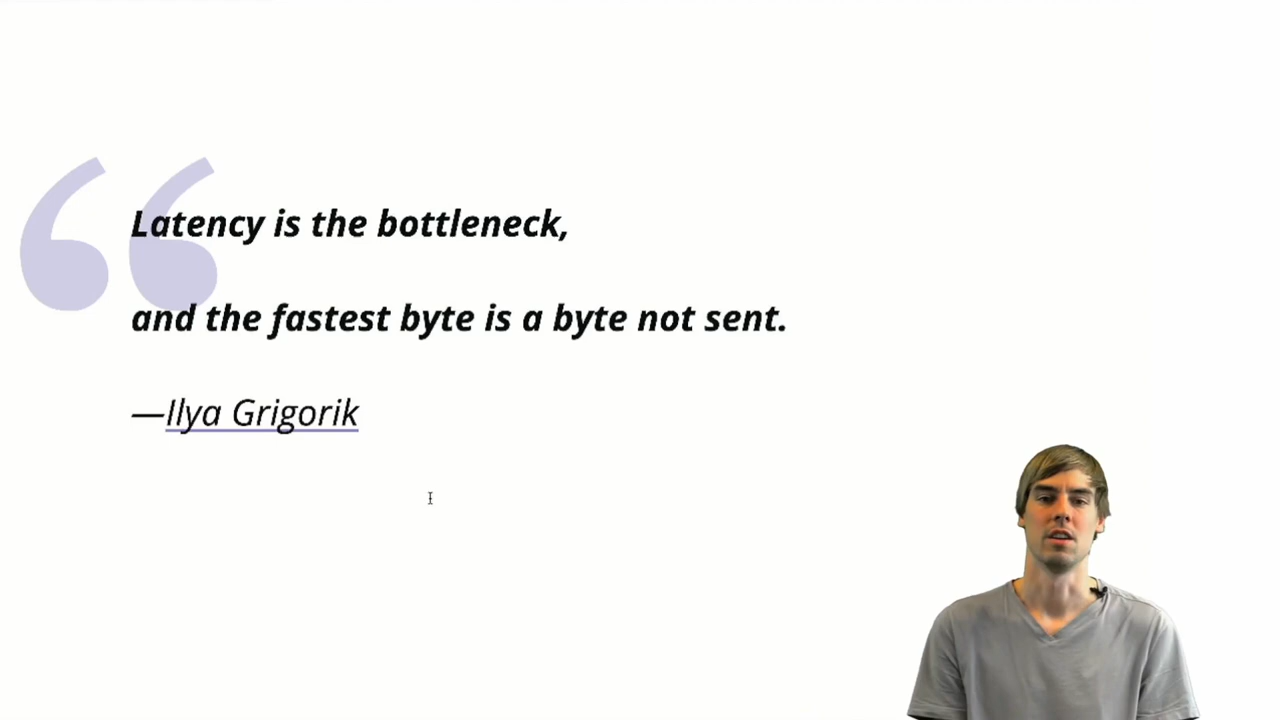 Latency is the bottleneck,
and the fastest byte is a byte not sent.
—Ilya Grigorik